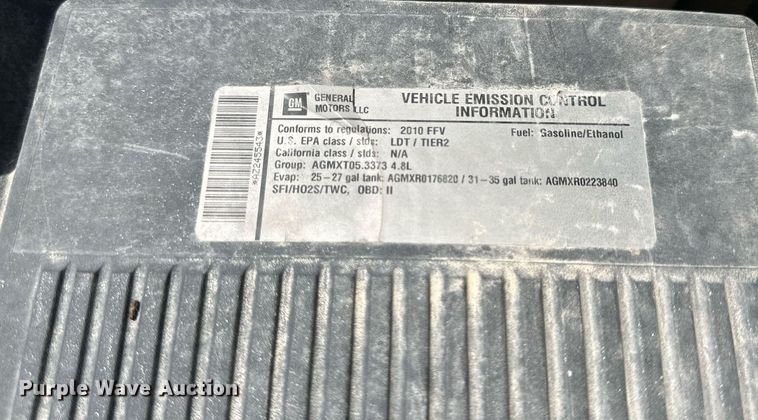 GM
GENERAL
MOTORS LLC
VEHICLE EMISSION CONTROL
INFORMATION
Conforms to regulations: 2010 FFV
Fuel: Gasoline/Ethanol
U.S. EPA class / stds: LDT / TIER2
California class / stds: N/A
Group: AGMXT05.3373 4.8L
Evap: 25-27 gal tank: AGMXR0176820 / 31-35 gal tank: AGMXR0223840
SFI/HO2S/TWC, OBD: II
*AZ245543*
Purple Wave Auction